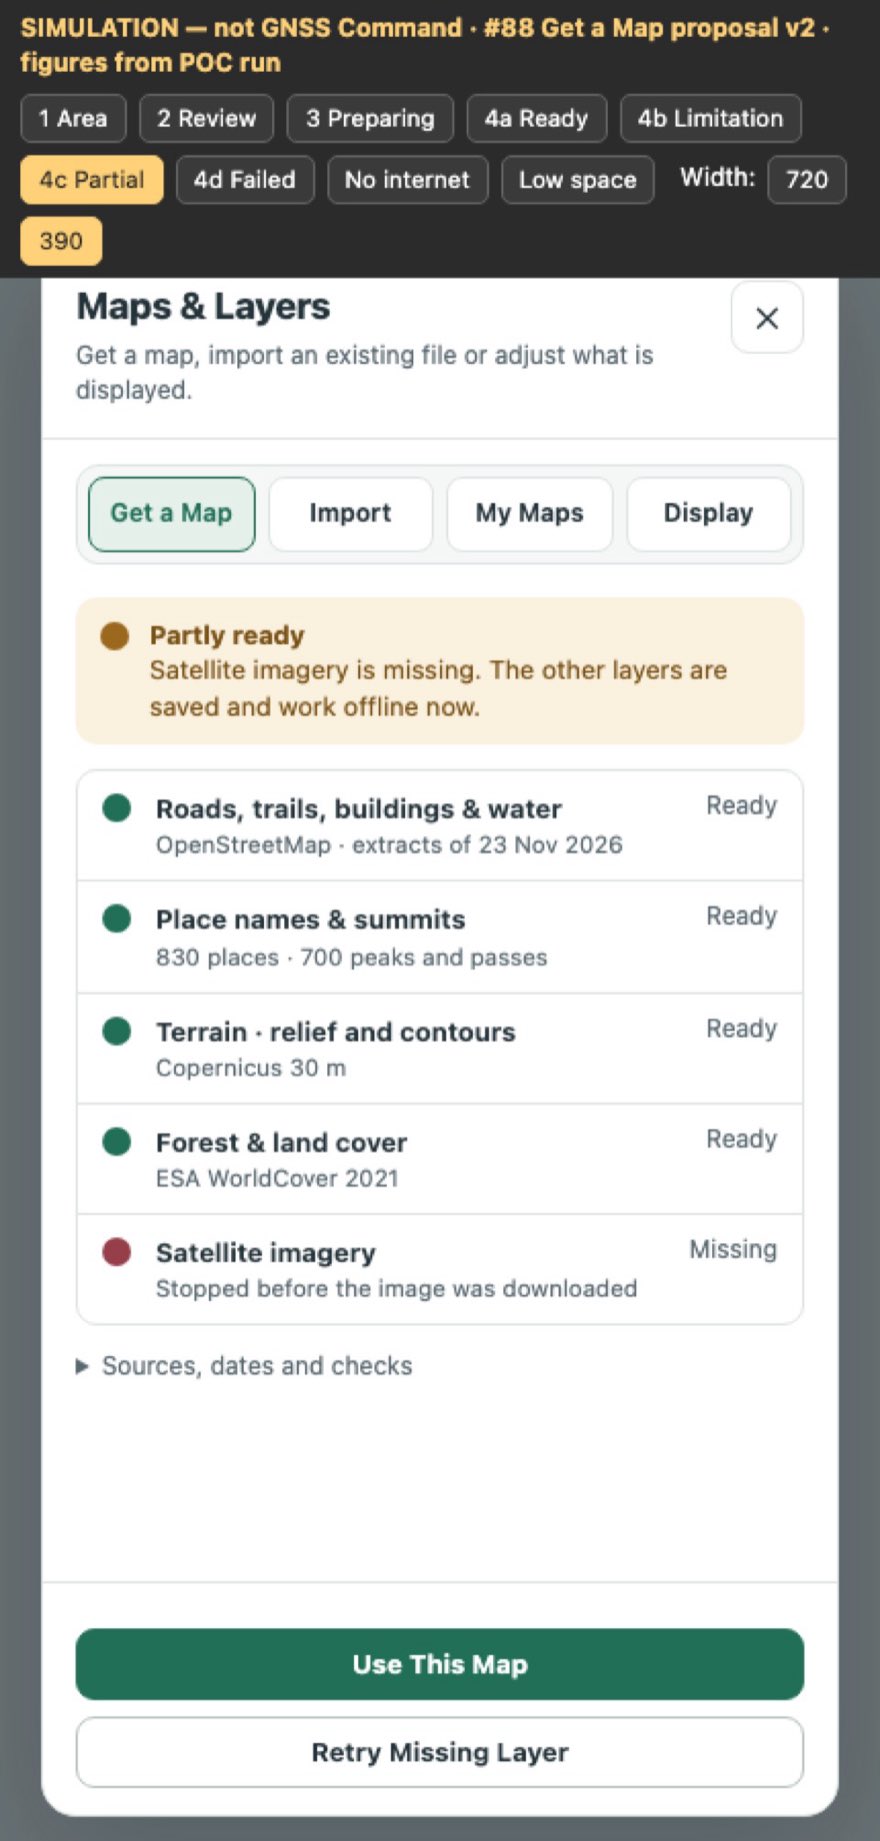 SIMULATION — not GNSS Command · #88 Get a Map proposal v2 ·
figures from POC run
1 Area
2 Review
3 Preparing
4a Ready
4b Limitation
4c Partial
4d Failed
No internet
Low space
Width:
720
390
Maps & Layers
Get a map, import an existing file or adjust what is
displayed.
Get a Map
Import
My Maps
Display
Partly ready
Satellite imagery is missing. The other layers are
saved and work offline now.
Roads, trails, buildings & water
Ready
OpenStreetMap · extracts of 23 Nov 2026
Place names & summits
Ready
830 places · 700 peaks and passes
Terrain · relief and contours
Ready
Copernicus 30 m
Forest & land cover
Ready
ESA WorldCover 2021
Satellite imagery
Missing
Stopped before the image was downloaded
Sources, dates and checks
Use This Map
Retry Missing Layer